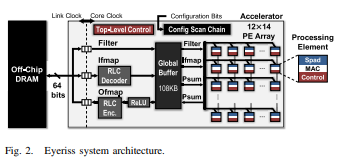 Link Clock Core Clock
Configuration Bits
Accelerator
Top-Level Control
Config Scan Chain
12×14
PE Array
Processing
Element
Filter
Filter
Off-Chip
DRAM
64
bits
Ifmap
RLC
Decoder
Ofmap
RLC
Enc.
ReLU
Global
Buffer
108KB
Ifmap
Psum
Psum
Spad
MAC
Control
Fig. 2. Eyeriss system architecture.